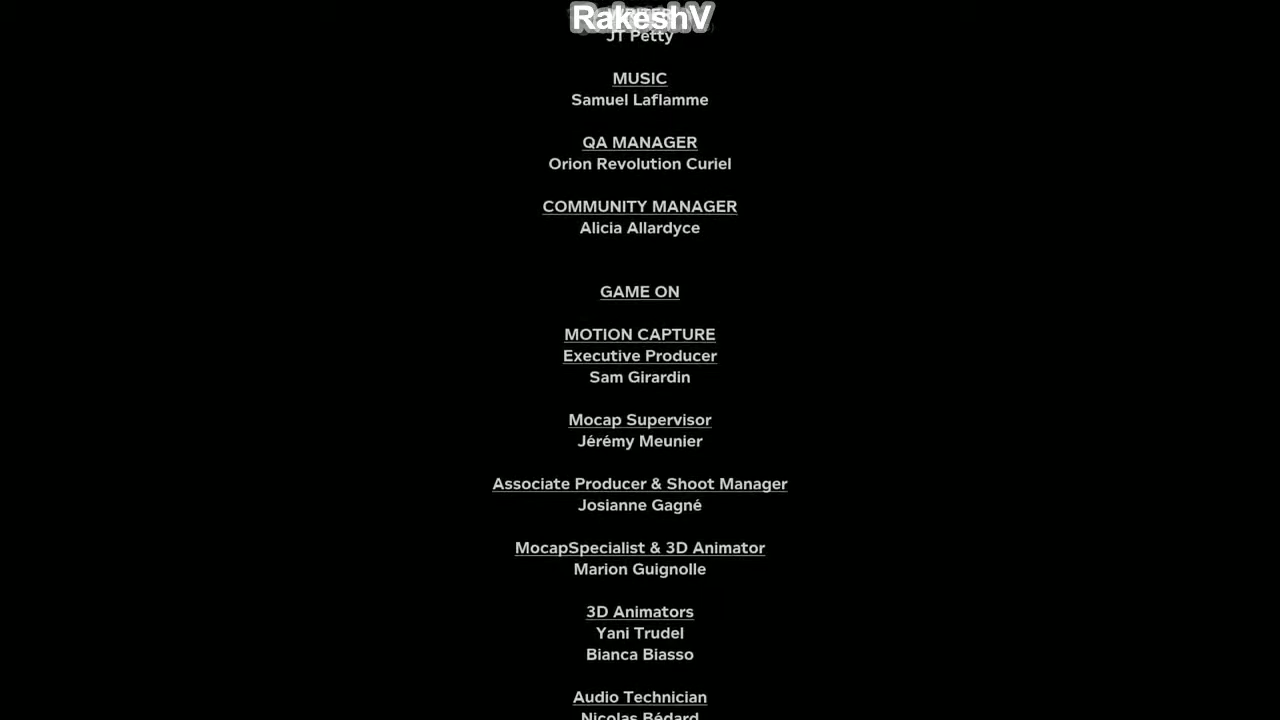 RakeshV
JT Petty
MUSIC
Samuel Laflamme
QA MANAGER
Orion Revolution Curiel
COMMUNITY MANAGER
Alicia Allardyce
GAME ON
MOTION CAPTURE
Executive Producer
Sam Girardin
Mocap Supervisor
Jérémy Meunier
Associate Producer & Shoot Manager
Josianne Gagné
MocapSpecialist & 3D Animator
Marion Guignolle
3D Animators
Yani Trudel
Bianca Biasso
Audio Technician
Nicolas Bédard